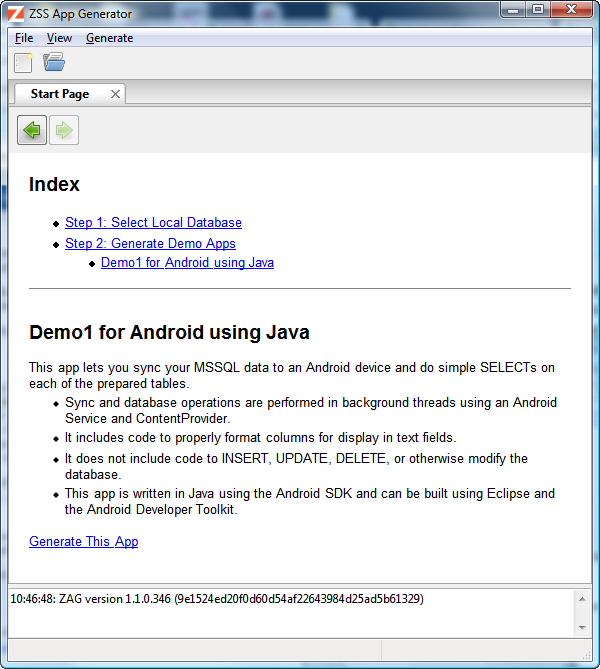 ZSS App Generator
File View Generate
Start Page
Index
Step 1: Select Local Database
Step 2: Generate Demo Apps
Demo1 for Android using Java
Demo1 for Android using Java
This app lets you sync your MSSQL data to an Android device and do simple SELECTs on
each of the prepared tables.
Sync and database operations are performed in background threads using an Android
Service and ContentProvider.
It includes code to properly format columns for display in text fields.
It does not include code to INSERT, UPDATE, DELETE, or otherwise modify the
database.
This app is written in Java using the Android SDK and can be built using Eclipse and
the Android Developer Toolkit.
Generate This App
10:46:48: ZAG version 1.1.0.346 (9e1524ed20f0d60d54af22643984d25ad5b61329)